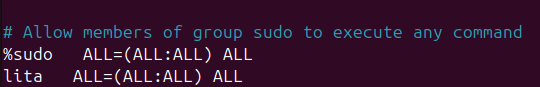 # Allow members of group sudo to execute any command
%sudo   ALL=(ALL:ALL) ALL
lita   ALL=(ALL:ALL) ALL